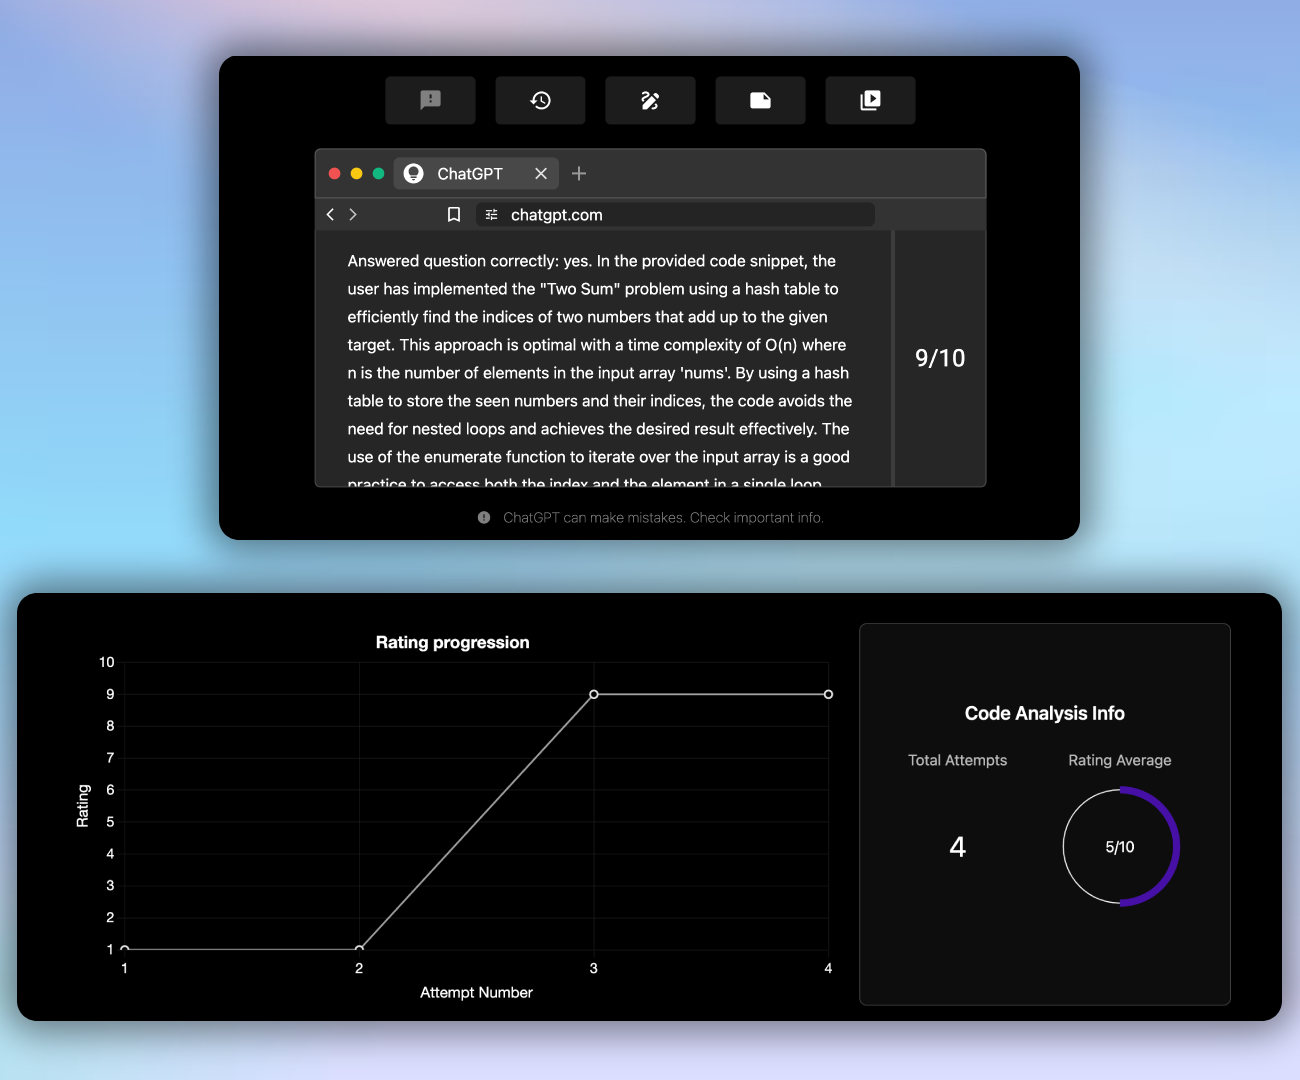 ChatGPT
chatgpt.com
Answered question correctly: yes. In the provided code snippet, the
user has implemented the "Two Sum" problem using a hash table to
efficiently find the indices of two numbers that add up to the given
target. This approach is optimal with a time complexity of O(n) where
n is the number of elements in the input array 'nums'. By using a hash
table to store the seen numbers and their indices, the code avoids the
need for nested loops and achieves the desired result effectively. The
use of the enumerate function to iterate over the input array is a good
practice to access both the index and the element in a single loop
9/10
ChatGPT can make mistakes. Check important info.
Rating progression
10
9
8
7
6
5
4
3
2
1
Rating
1 2 3 4
Attempt Number
Code Analysis Info
Total Attempts
4
Rating Average
5/10